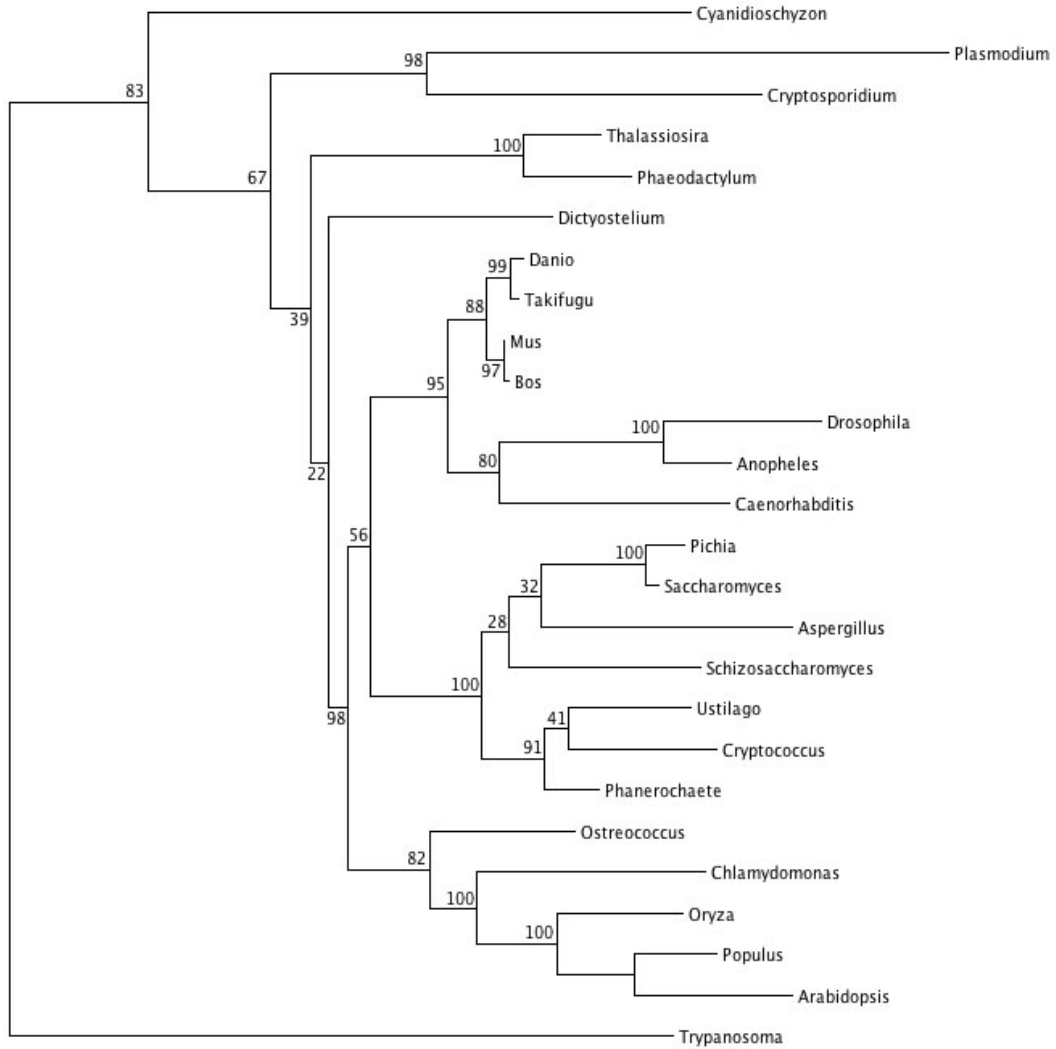 Cyanidioschyzon
83
Plasmodium
98
Cryptosporidium
Thalassiosira
100
Phaeodactylum
67
Dictyostelium
Danio
99
Takifugu
88
39
Mus
97
Bos
95
Drosophila
100
Anopheles
80
22
Caenorhabditis
56
Pichia
100
Saccharomyces
32
Aspergillus
28
Schizosaccharomyces
100
Ustilago
41
98
Cryptococcus
91
Phanerochaete
Ostreococcus
82
Chlamydomonas
100
Oryza
100
Populus
Arabidopsis
Trypanosoma